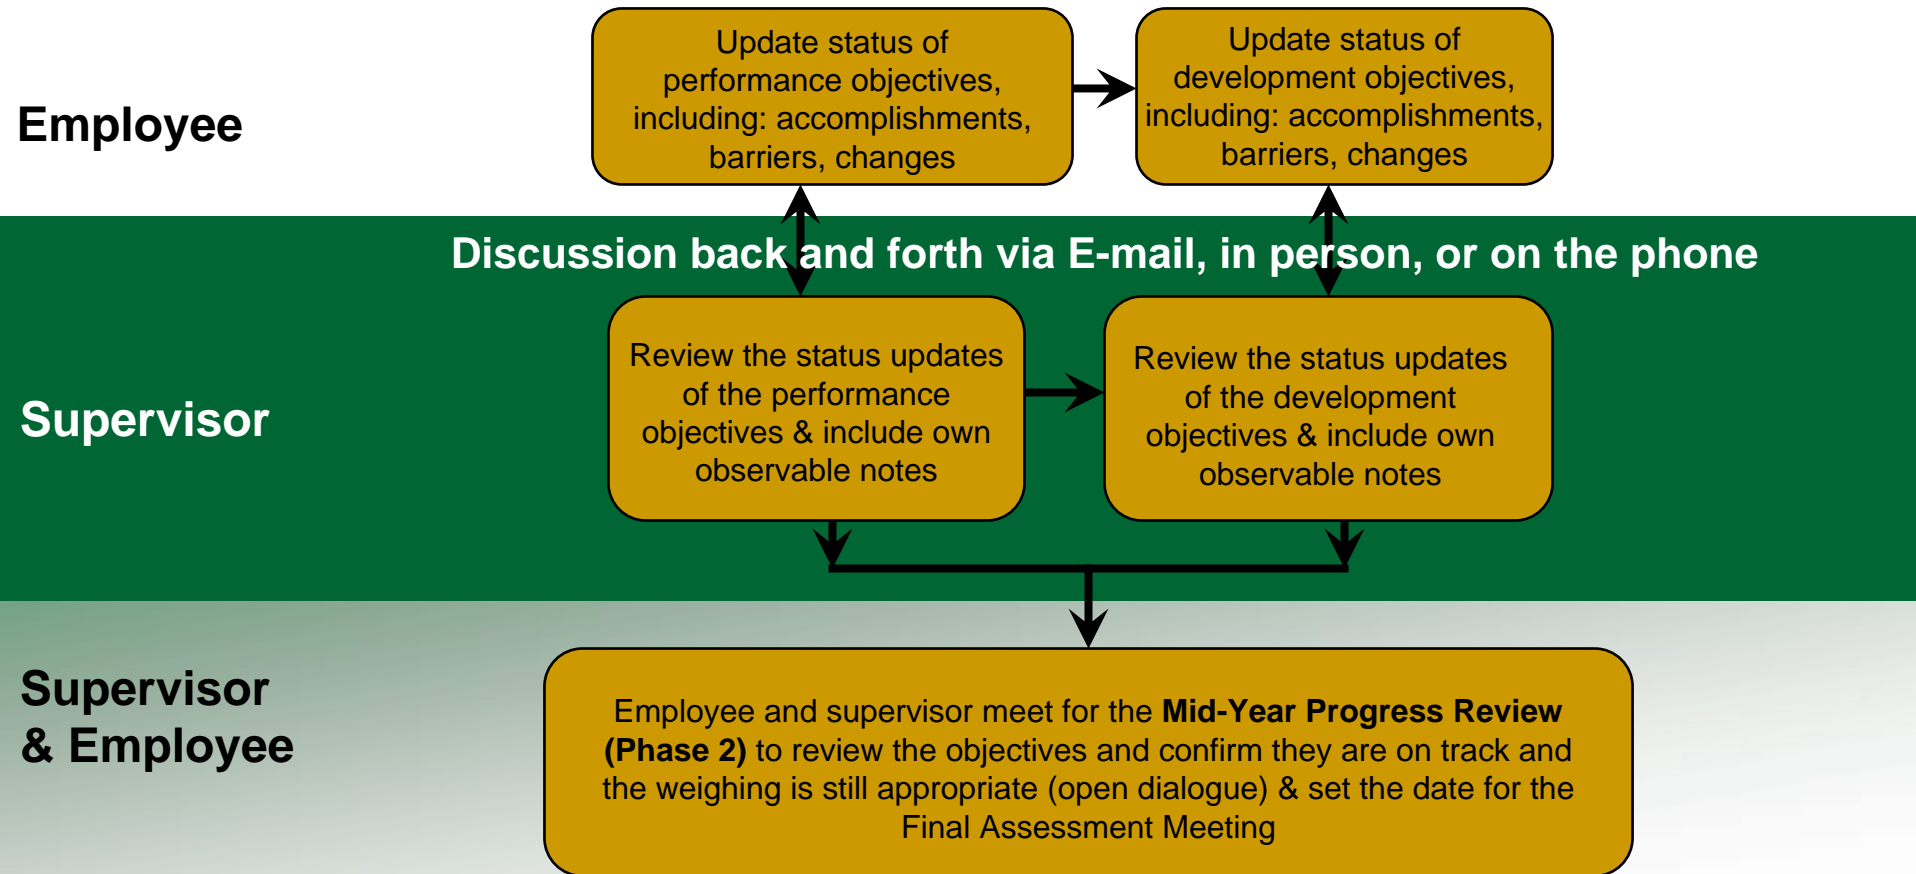 Employee
Update status of
performance objectives,
including: accomplishments,
barriers, changes
Update status of
development objectives,
including: accomplishments,
barriers, changes
Discussion back and forth via E-mail, in person, or on the phone
Supervisor
Review the status updates
of the performance
objectives & include own
observable notes
Review the status updates
of the development
objectives & include own
observable notes
Supervisor
& Employee
Employee and supervisor meet for the Mid-Year Progress Review
(Phase 2) to review the objectives and confirm they are on track and
the weighing is still appropriate (open dialogue) & set the date for the
Final Assessment Meeting